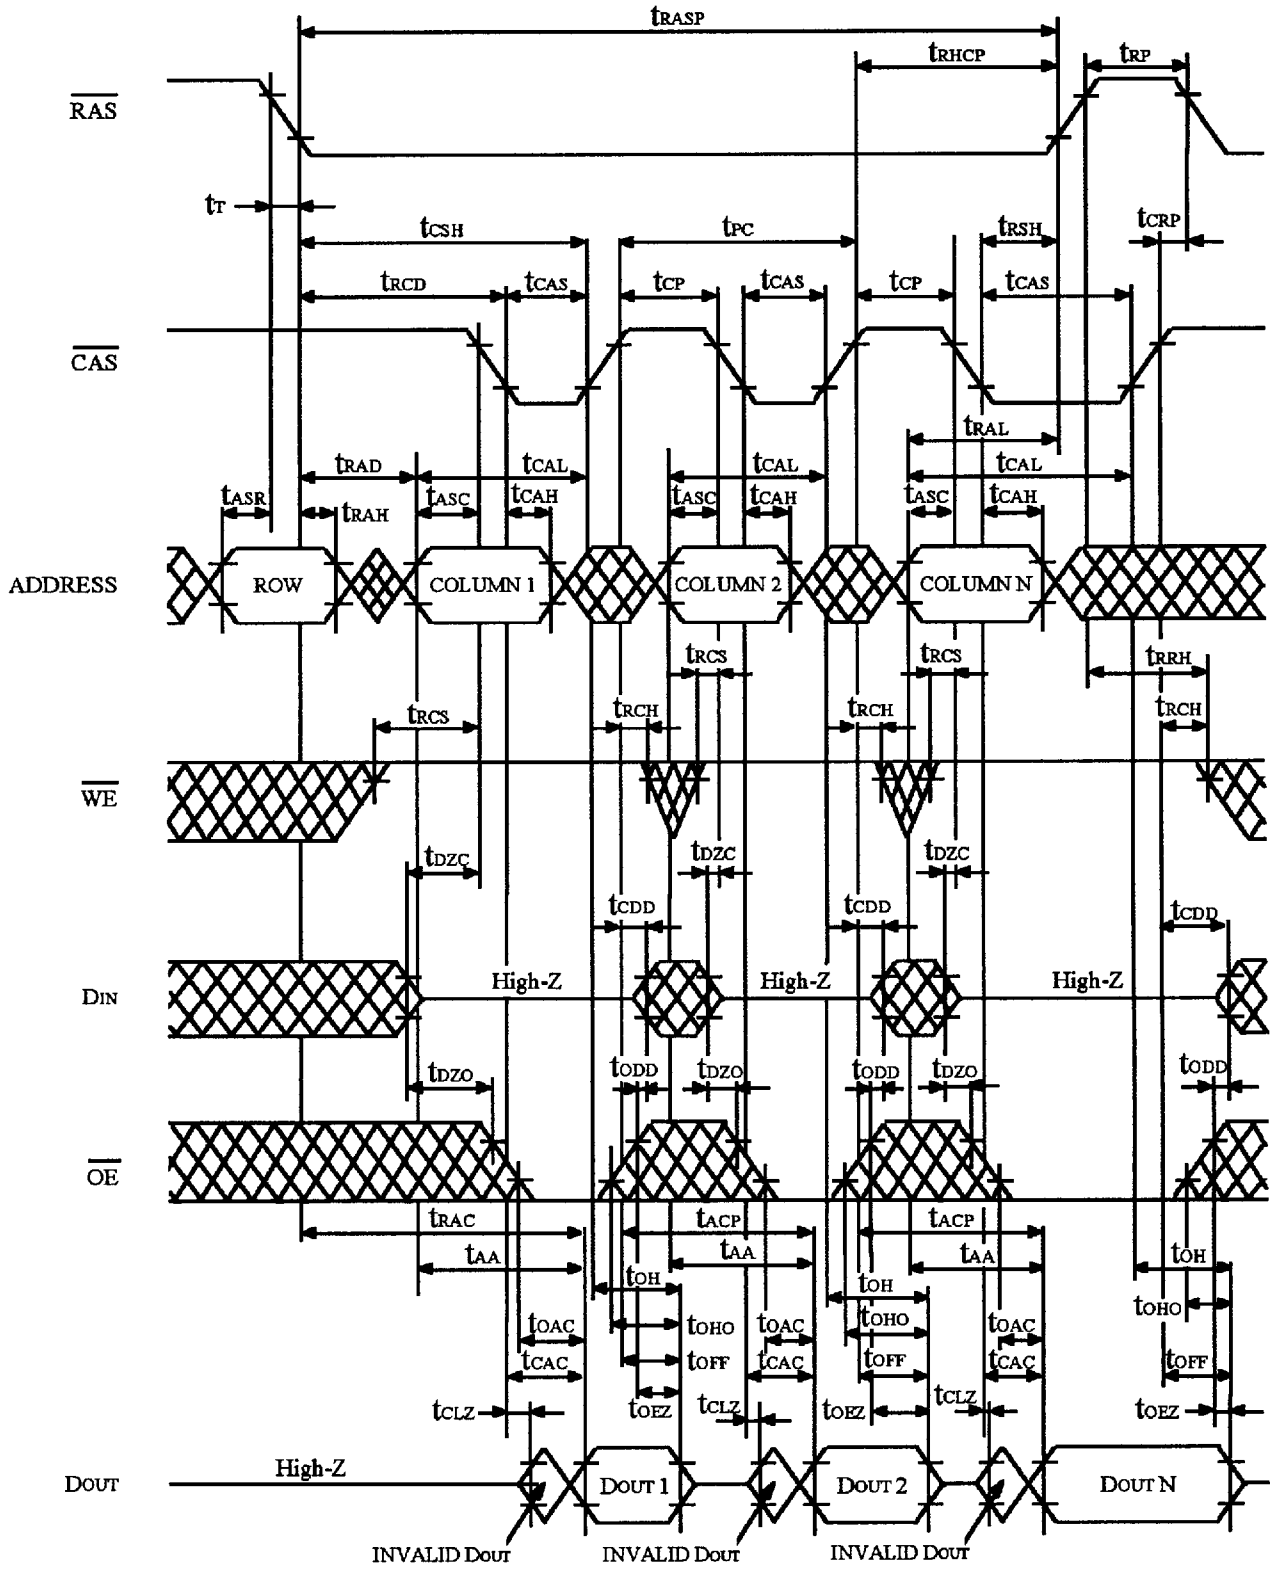 tRASP
tRHCP
tRP
RAS
tT
tCSH
tPC
tRSH
tCRP
tRCD
tCAS
tCP
tCAS
tCP
tCAS
CAS
tRAL
tRAD
tCAL
tCAL
tCAL
tASR
tRAH
tASC
tCAH
tASC
tCAH
tASC
tCAH
ADDRESS
ROW
COLUMN 1
COLUMN 2
COLUMN N
tRCS
tRCS
tRRH
tRCS
tRCH
tRCH
tRCH
WE
tDZC
tDZC
tDZC
tCDD
tCDD
tCDD
DIN
High-Z
High-Z
High-Z
tDZO
tODD
tDZO
tODD
tDZO
tODD
OE
tRAC
tACP
tACP
tAA
tAA
tAA
tOH
tOH
tOH
tOHO
tOHO
tOHO
tOAC
tOAC
tOAC
tCAC
tOFF
tCAC
tOFF
tCAC
tOFF
tCLZ
tOEZ
tCLZ
tOEZ
tCLZ
tOEZ
DOUT
High-Z
DOUT 1
DOUT 2
DOUT N
INVALID DOUT
INVALID DOUT
INVALID DOUT